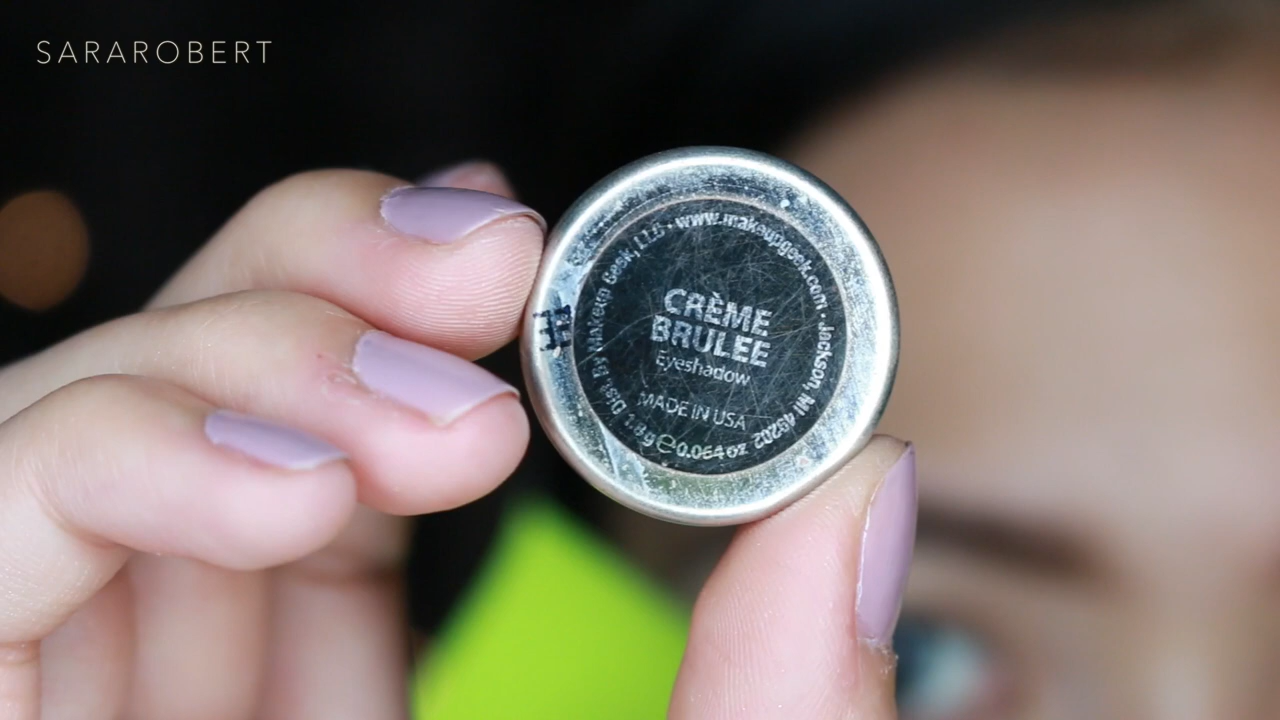 SARAROBERT
CRÈME
BRULEE
Eyeshadow
MADE IN USA
1.8 g ℮ 0.064 oz
Dist By Makeup Geek, LLC • www.makeupgeek.com • Jackson, MI 49202